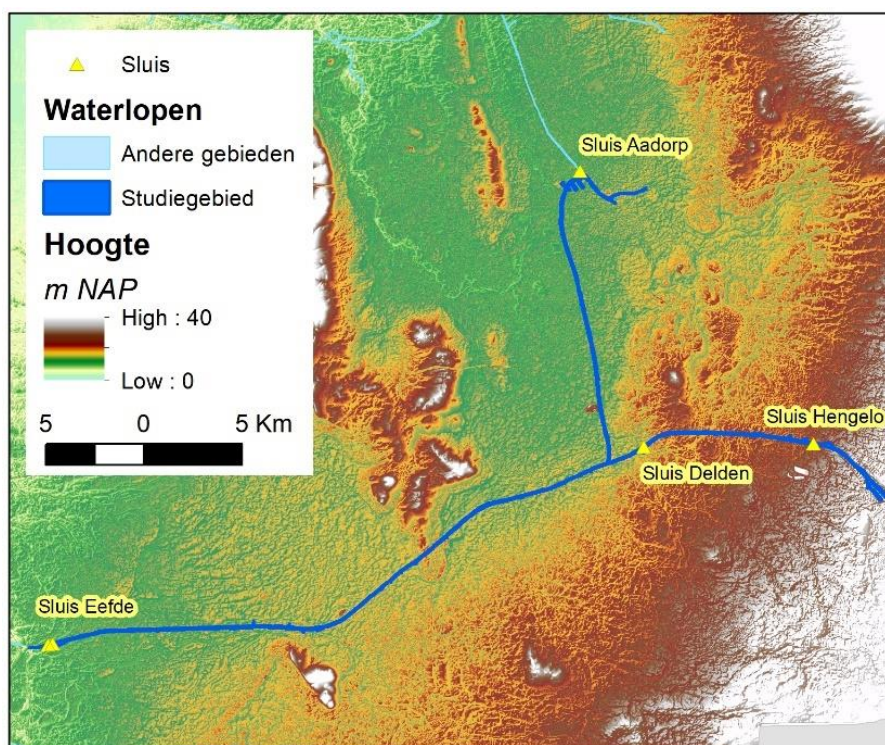 Sluis
Waterlopen
Andere gebieden
Studiegebied
Hoogte
m NAP
High : 40
Low : 0
5 0 5 Km
Sluis Aadorp
Sluis Hengelo
Sluis Delden
Sluis Eefde